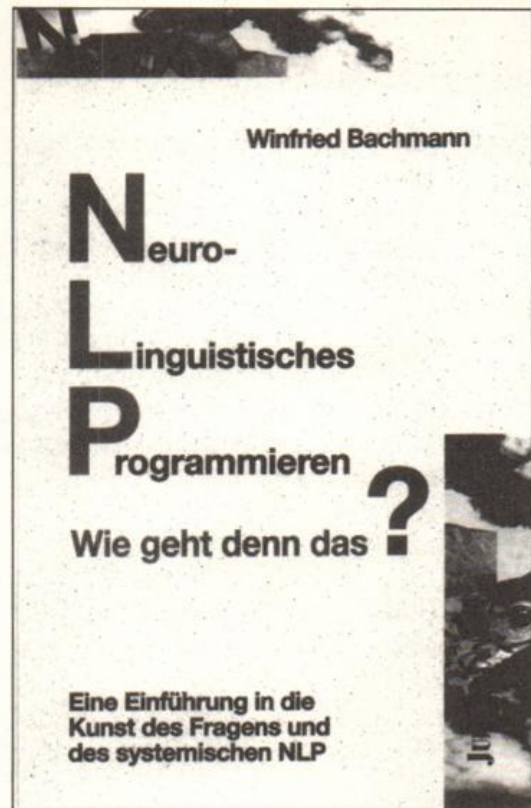 N
Winfried Bachmann
Neuro-
Linguistisches
Programmieren
Wie geht denn das?
Eine Einführung in die
Kunst des Fragens und
des systemischen NLP